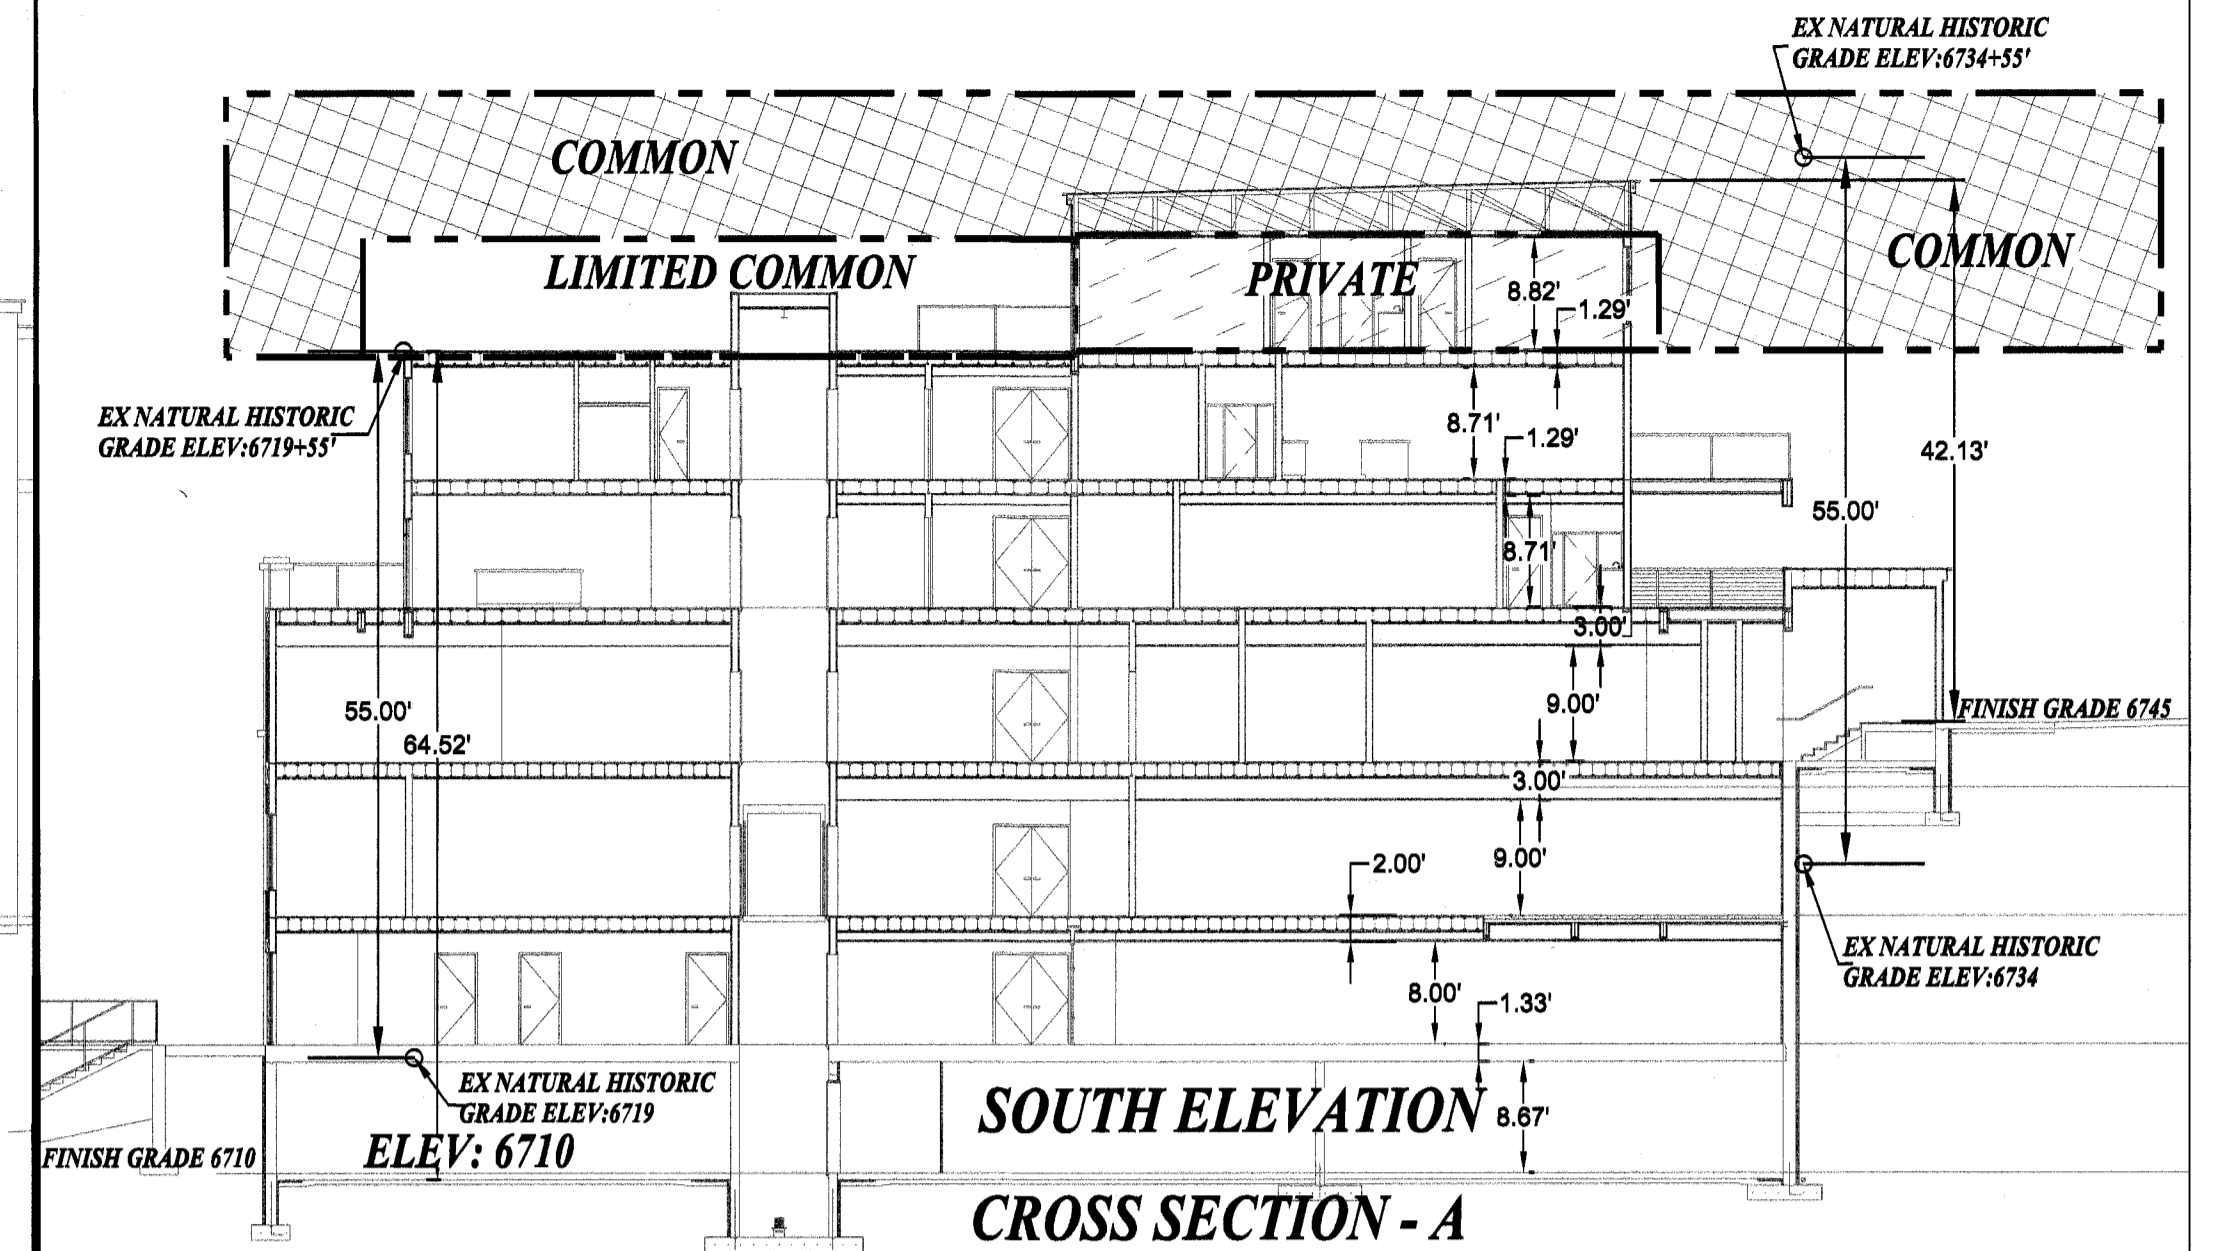 EX NATURAL HISTORIC
GRADE ELEV:6734+55'
COMMON
LIMITED COMMON
PRIVATE
COMMON
8.82'
1.29'
EX NATURAL HISTORIC
GRADE ELEV:6719+55'
8.71'
1.29'
42.13'
55.00'
8.71'
3.00'
55.00'
64.52'
9.00'
FINISH GRADE 6745
3.00'
2.00'
9.00'
EX NATURAL HISTORIC
GRADE ELEV:6734
8.00'
1.33'
EX NATURAL HISTORIC
GRADE ELEV:6719
SOUTH ELEVATION
8.67'
FINISH GRADE 6710
ELEV: 6710
CROSS SECTION - A